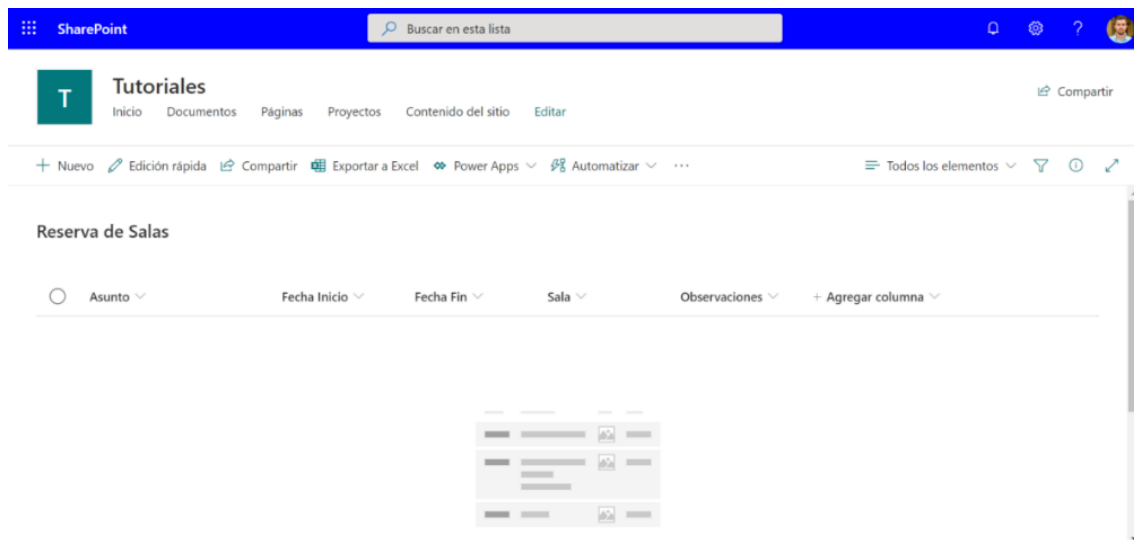 SharePoint Buscar en esta lista ?
T Tutoriales
Inicio Documentos Páginas Proyectos Contenido del sitio Editar Compartir
+ Nuevo Edición rápida Compartir Exportar a Excel Power Apps Automatizar ··· Todos los elementos
Reserva de Salas
Asunto Fecha Inicio Fecha Fin Sala Observaciones + Agregar columna